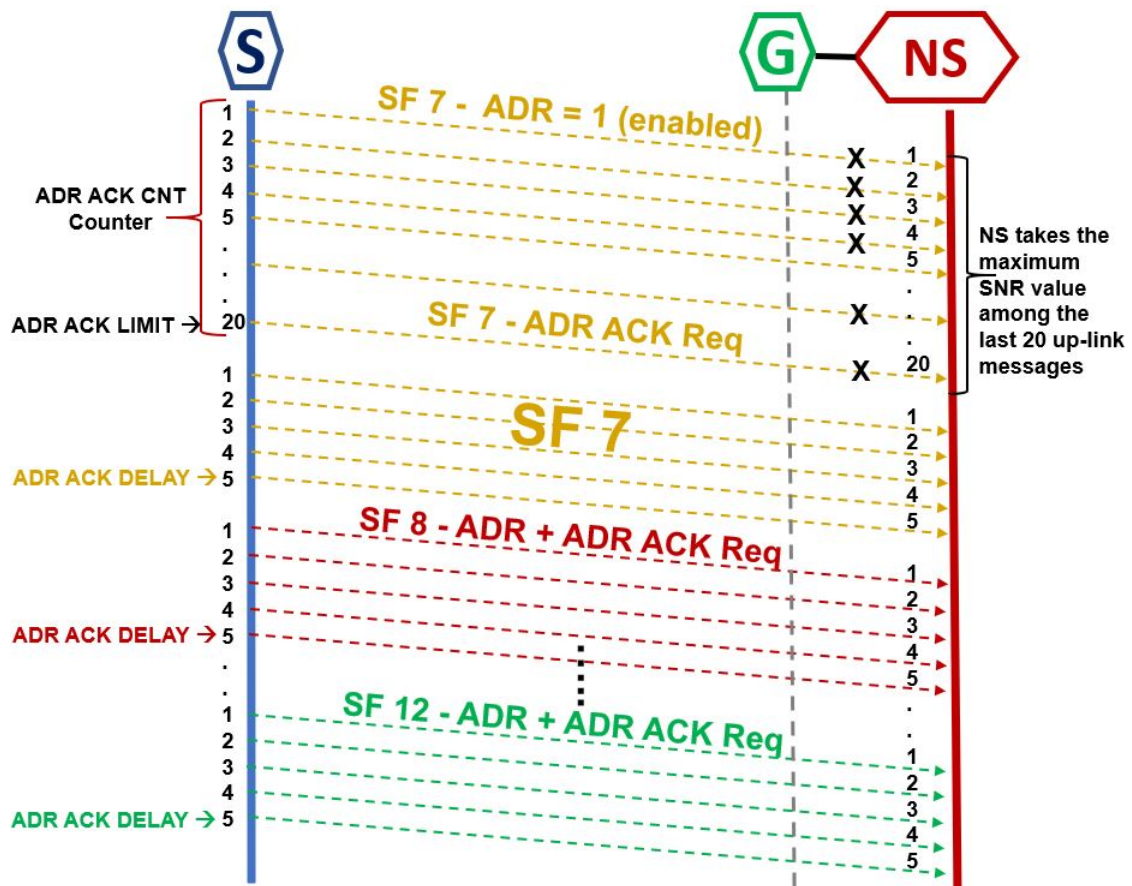 S
G
NS
SF 7 - ADR = 1 (enabled)
1
2
3
4
5
.
.
.
20
ADR ACK CNT
Counter
ADR ACK LIMIT →
X
X
X
X
X
X
1
2
3
4
5
.
.
.
20
NS takes the
maximum
SNR value
among the
last 20 up-link
messages
SF 7 - ADR ACK Req
1
2
3
4
ADR ACK DELAY → 5
SF 7
1
2
3
4
5
SF 8 - ADR + ADR ACK Req
1
2
3
4
ADR ACK DELAY → 5
.
.
1
2
3
4
5
.
.
SF 12 - ADR + ADR ACK Req
1
2
3
4
ADR ACK DELAY → 5
1
2
3
4
5